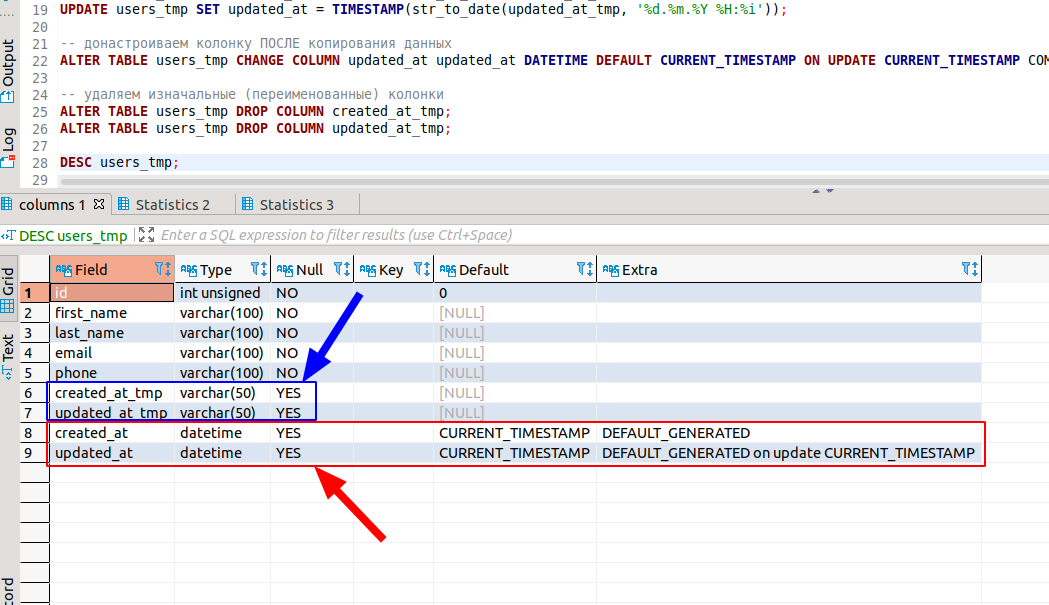 19 UPDATE users_tmp SET updated_at = TIMESTAMP(str_to_date(updated_at_tmp, '%d.%m.%Y %H:%i'));
20
21 -- донастроиваем колонку ПОСЛЕ копирования данных
22 ALTER TABLE users_tmp CHANGE COLUMN updated_at updated_at DATETIME DEFAULT CURRENT_TIMESTAMP ON UPDATE CURRENT_TIMESTAMP COM
23
24 -- удаляем изначальные (переименованные) колонки
25 ALTER TABLE users_tmp DROP COLUMN created_at_tmp;
26 ALTER TABLE users_tmp DROP COLUMN updated_at_tmp;
27
28 DESC users_tmp;
29
Output
Log
columns 1 Statistics 2 Statistics 3
DESC users_tmp Enter a SQL expression to filter results (use Ctrl+Space)
Grid
Text
cord
ABC Field ABC Type ABC Null ABC Key ABC Default ABC Extra
1 id int unsigned NO 0
2 first_name varchar(100) NO [NULL]
3 last_name varchar(100) NO [NULL]
4 email varchar(100) NO [NULL]
5 phone varchar(100) NO [NULL]
6 created_at_tmp varchar(50) YES [NULL]
7 updated_at_tmp varchar(50) YES [NULL]
8 created_at datetime YES CURRENT_TIMESTAMP DEFAULT_GENERATED
9 updated_at datetime YES CURRENT_TIMESTAMP DEFAULT_GENERATED on update CURRENT_TIMESTAMP